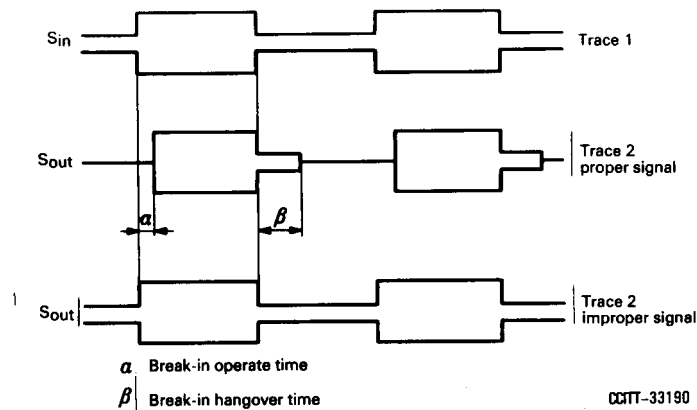 Sin
Trace 1
Sout
Trace 2
proper signal
α
β
Sout
Trace 2
improper signal
α Break-in operate time
β Break-in hangover time
CCITT-33190